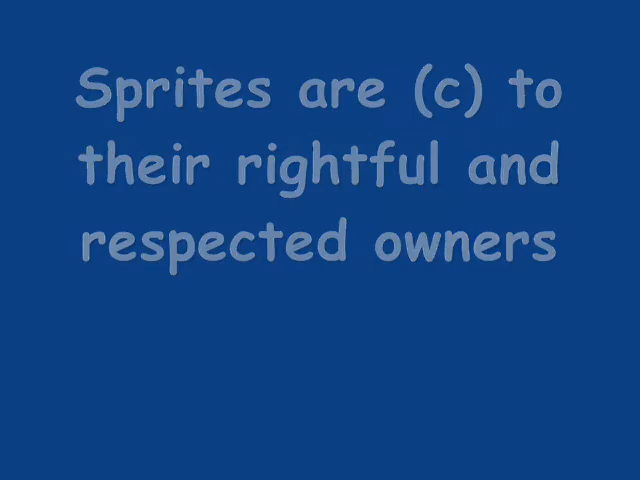 Sprites are (c) to
their rightful and
respected owners